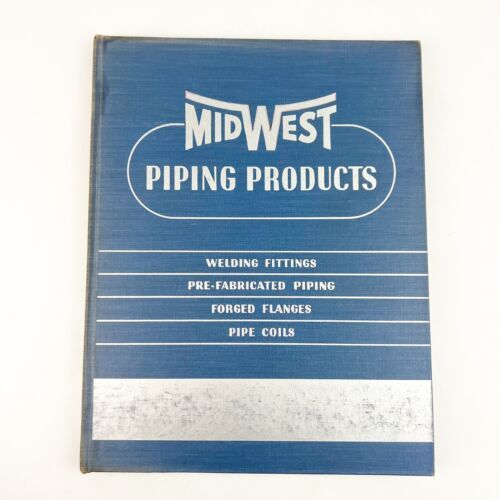 MIDWEST
PIPING PRODUCTS
WELDING FITTINGS
PRE-FABRICATED PIPING
FORGED FLANGES
PIPE COILS